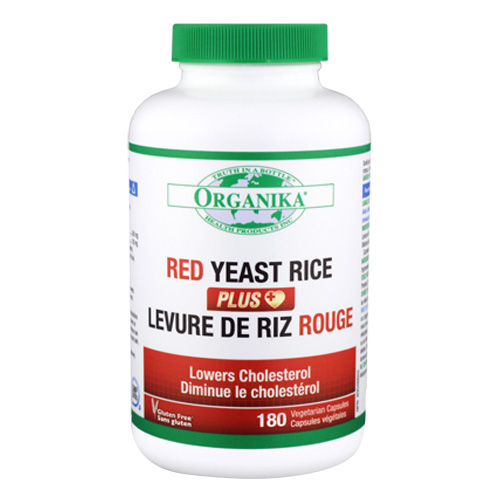 TRUTH IN A BOTTLE
ORGANIKA
HEALTH PRODUCTS INC
RED YEAST RICE
PLUS+
LEVURE DE RIZ ROUGE
Lowers Cholesterol
Diminue le cholestérol
Gluten Free
Sans gluten
180 Vegetarian Capsules
Capsules végétales